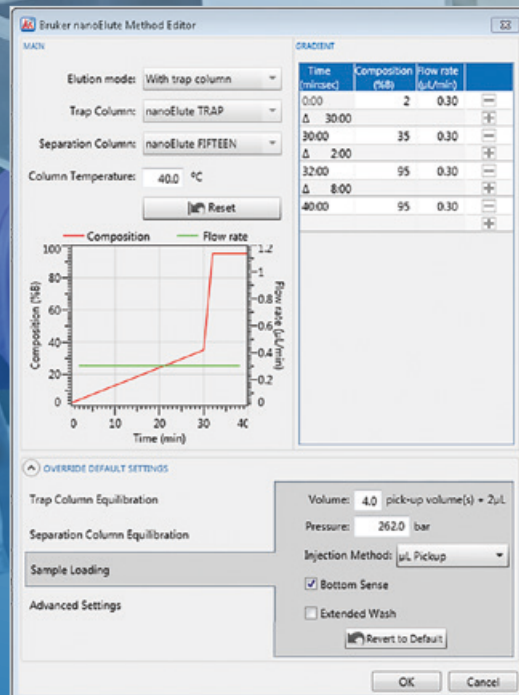 Bruker nanoElute Method Editor
MAIN
Elution mode: With trap column
Trap Column: nanoElute TRAP
Separation Column: nanoElute FIFTEEN
Column Temperature: 40.0 °C
Reset
Composition Flow rate
Composition (%B)
100
80
60
40
20
0
1.2
1
0.8
0.6
0.4
0.2
0
Flow rate (µL/min)
0 10 20 30 40
Time (min)
GRADIENT
Time (min:sec) Composition (%B) Flow rate (µL/min)
0:00 2 0.30
Δ 30:00
30:00 35 0.30
Δ 2:00
32:00 95 0.30
Δ 8:00
40:00 95 0.30
OVERRIDE DEFAULT SETTINGS
Trap Column Equilibration
Separation Column Equilibration
Sample Loading
Advanced Settings
Volume: 4.0 pick-up volume(s) + 2µL
Pressure: 262.0 bar
Injection Method: µL Pickup
Bottom Sense
Extended Wash
Revert to Default
OK Cancel